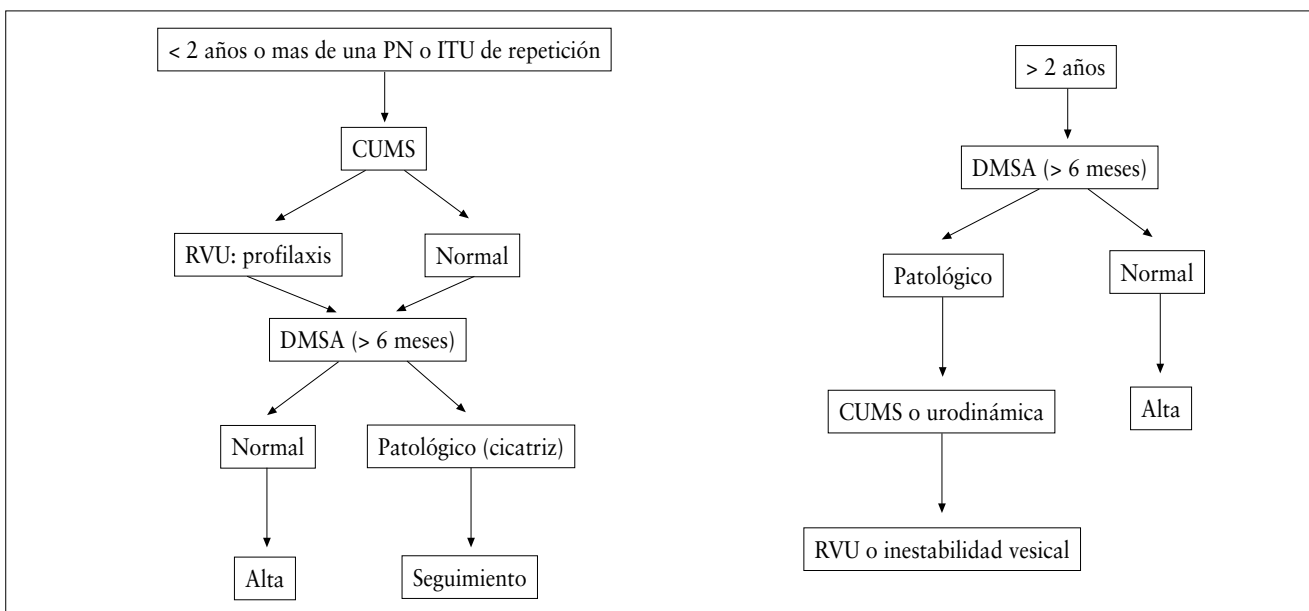 < 2 años o mas de una PN o ITU de repetición
CUMS
RVU: profilaxis
Normal
DMSA (> 6 meses)
Normal
Patológico (cicatriz)
Alta
Seguimiento
> 2 años
DMSA (> 6 meses)
Patológico
Normal
CUMS o urodinámica
Alta
RVU o inestabilidad vesical